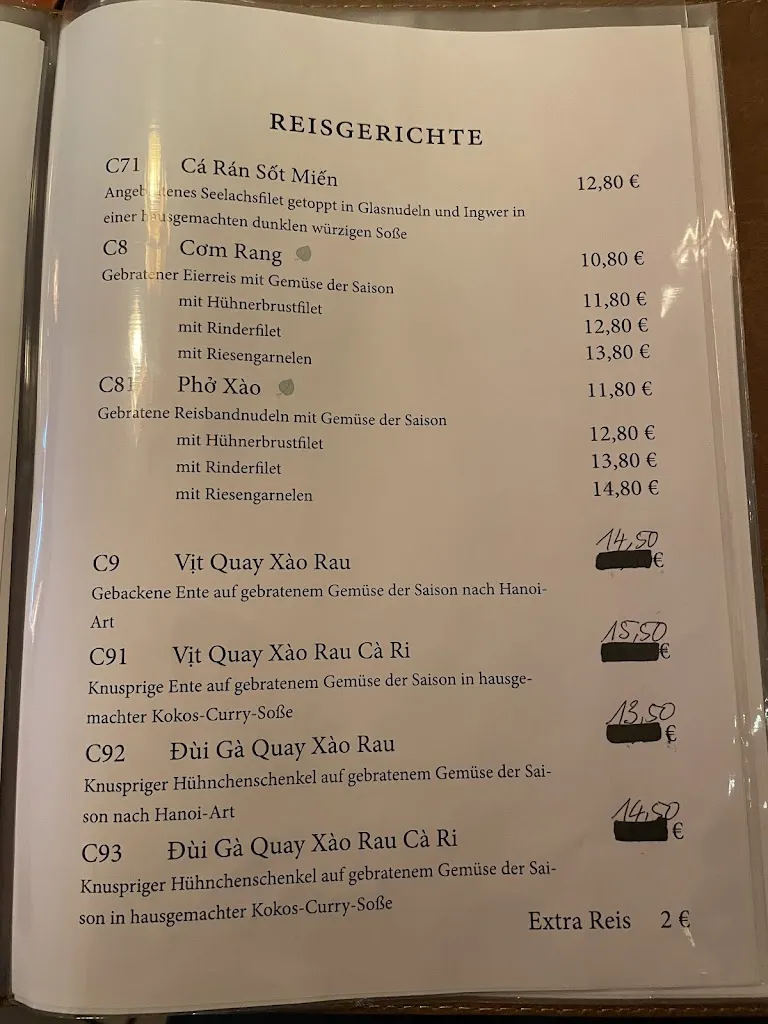 REISGERICHTE
C71 Cá Rán Sốt Miến 12,80 €
Angebratenes Seelachsfilet getoppt in Glasnudeln und Ingwer in
einer hausgemachten dunklen würzigen Soße
C8 Cơm Rang 10,80 €
Gebratener Eierreis mit Gemüse der Saison
mit Hühnerbrustfilet 11,80 €
mit Rinderfilet 12,80 €
mit Riesengarnelen 13,80 €
C81 Phở Xào 11,80 €
Gebratene Reisbandnudeln mit Gemüse der Saison
mit Hühnerbrustfilet 12,80 €
mit Rinderfilet 13,80 €
mit Riesengarnelen 14,80 €
C9 Vịt Quay Xào Rau 14,50 €
Gebackene Ente auf gebratenem Gemüse der Saison nach Hanoi-
Art
C91 Vịt Quay Xào Rau Cà Ri 15,50 €
Knusprige Ente auf gebratenem Gemüse der Saison in hausge-
machter Kokos-Curry-Soße
C92 Đùi Gà Quay Xào Rau 13,50 €
Knuspriger Hühnchenschenkel auf gebratenem Gemüse der Sai-
son nach Hanoi-Art
C93 Đùi Gà Quay Xào Rau Cà Ri 14,50 €
Knuspriger Hühnchenschenkel auf gebratenem Gemüse der Sai-
son in hausgemachter Kokos-Curry-Soße
Extra Reis 2 €